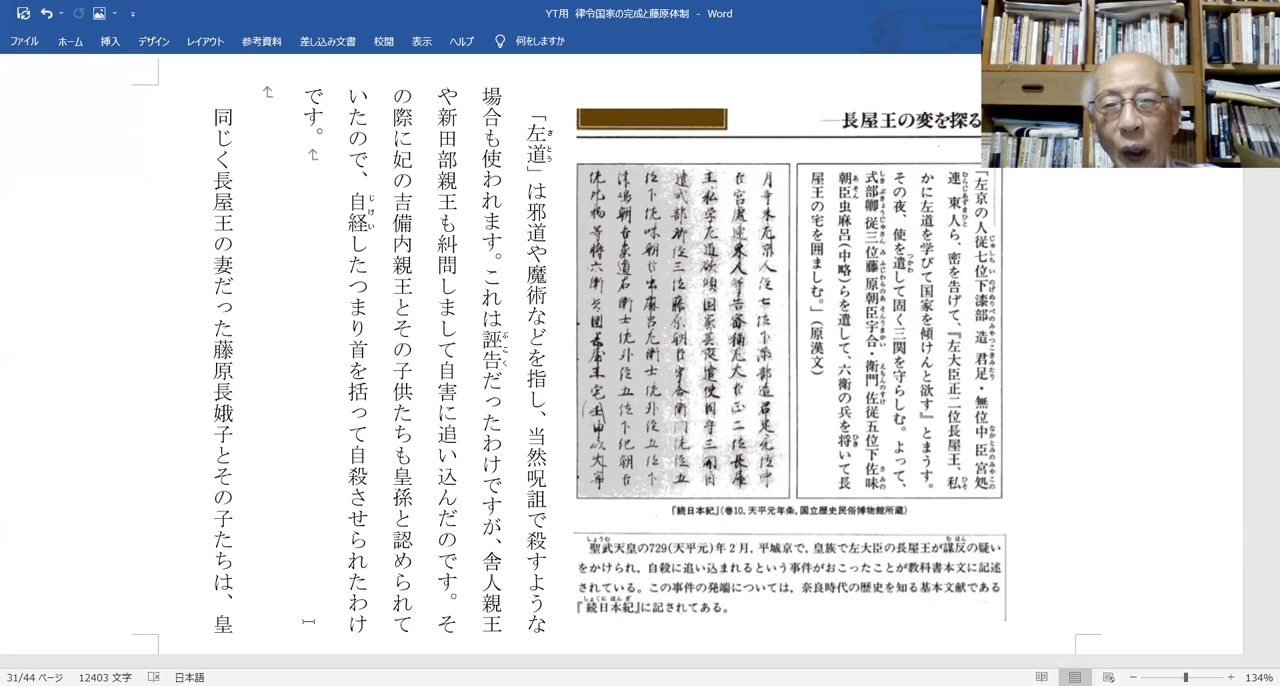 YT用 律令国家の完成と藤原体制 - Word
ファイル ホーム 挿入 デザイン レイアウト 参考資料 差し込み文書 校閲 表示 ヘルプ 何をしますか
―長屋王の変を探る
「左京の人従七位下漆部造君足・無位中臣宮処
連東人ら、密を告げて、『左大臣正二位長屋王、私
かに左道を学びて国家を傾けんと欲す』とまうす。
その夜、使を遣して固く三関を守らしむ。よって、
式部卿従三位藤原朝臣宇合・衛門佐従五位下佐味
朝臣虫麻呂(中略)らを遣して、六衛の兵を将いて長
屋王の宅を囲ましむ。」(原漢文)
『続日本紀』(巻10,天平元年条,国立歴史民俗博物館所蔵)
聖武天皇の729(天平元)年2月,平城京で,皇族で左大臣の長屋王が謀反の疑い
をかけられ,自殺に追い込まれるという事件がおこったことが教科書本文に記述
されている。この事件の発端については,奈良時代の歴史を知る基本文献である
『続日本紀』に記されてある。
「左道」は邪道や魔術などを指し、当然呪詛で殺すような
場合も使われます。これは誣告だったわけですが、舎人親王
や新田部親王も糾問しまして自害に追い込んだのです。そ
の際に妃の吉備内親王とその子供たちも皇孫と認められて
いたので、自経したつまり首を括って自殺させられたわけ
です。
同じく長屋王の妻だった藤原長娥子とその子たちは、皇
31/44 ページ 12403 文字 日本語 134%